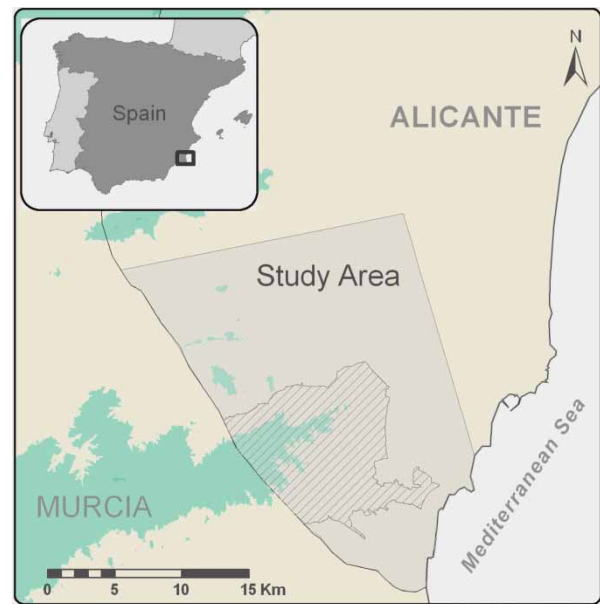 Spain
N
ALICANTE
Study Area
Mediterranean Sea
MURCIA
0 5 10 15 Km